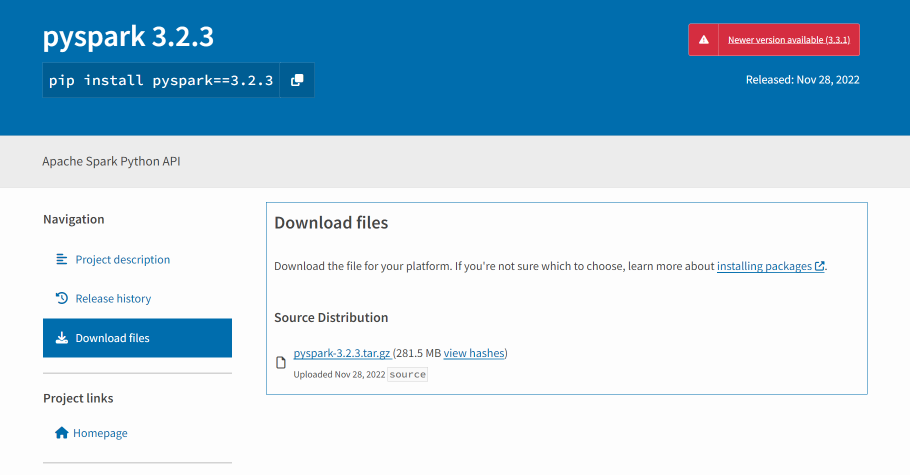 pyspark 3.2.3
Newer version available (3.3.1)
pip install pyspark==3.2.3
Released: Nov 28, 2022
Apache Spark Python API
Navigation
Project description
Release history
Download files
Project links
Homepage
Download files
Download the file for your platform. If you're not sure which to choose, learn more about installing packages.
Source Distribution
pyspark-3.2.3.tar.gz (281.5 MB view hashes)
Uploaded Nov 28, 2022 source